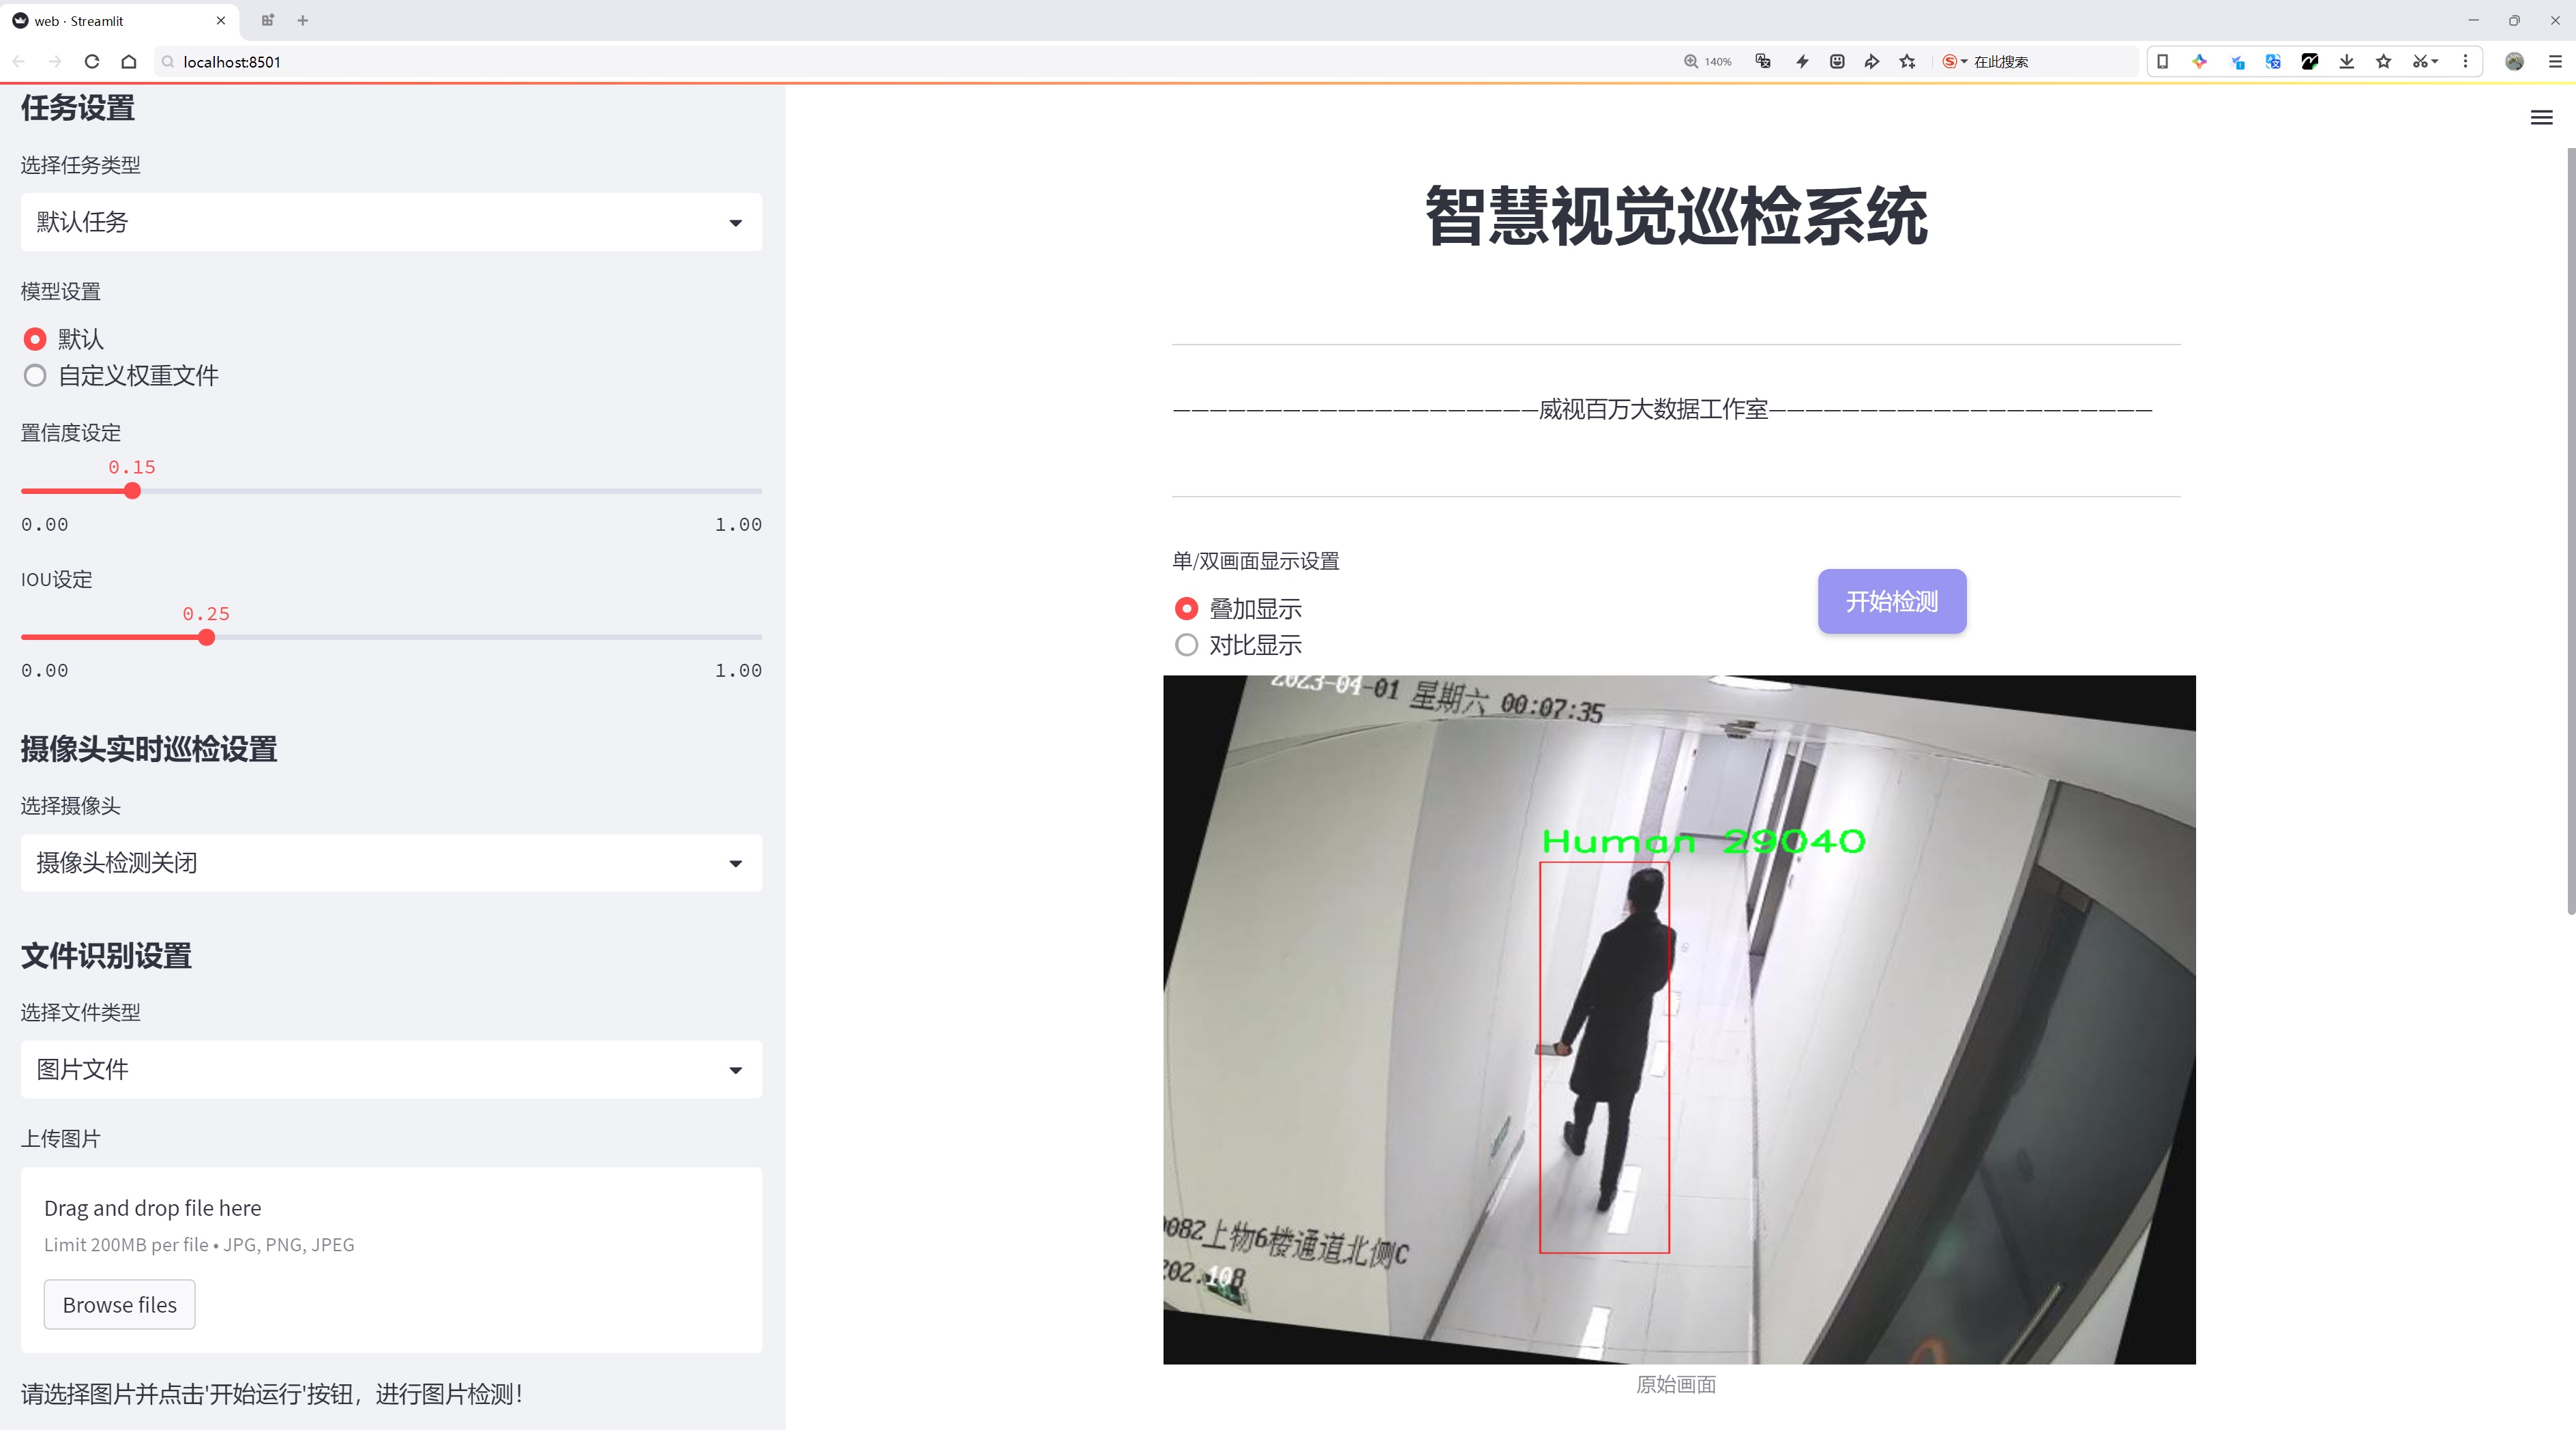 web · Streamlit
localhost:8501
140%
在此搜索
任务设置
选择任务类型
默认任务
模型设置
默认
自定义权重文件
置信度设定
0.15
0.00 1.00
IOU设定
0.25
0.00 1.00
摄像头实时巡检设置
选择摄像头
摄像头检测关闭
文件识别设置
选择文件类型
图片文件
上传图片
Drag and drop file here
Limit 200MB per file • JPG, PNG, JPEG
Browse files
请选择图片并点击'开始运行'按钮，进行图片检测！
智慧视觉巡检系统
————————————————————威视百万大数据工作室—————————————————————
单/双画面显示设置
叠加显示
对比显示
开始检测
2023-04-01 星期六 00:07:35
Human 29040
082上物6楼通道北侧C
202.108
原始画面